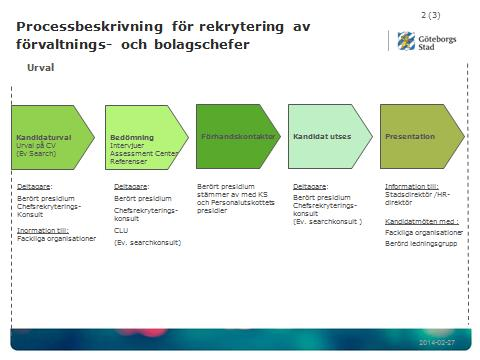 2 (3)
Processbeskrivning för rekrytering av
förvaltnings- och bolagschefer
Göteborgs
Stad
Urval
Kandidaturval
Urval på CV
(Ev Search)
Bedömning
Intervjuer
Assessment Center
Referenser
Förhandskontakter
Kandidat utses
Presentation
Deltagare:
Berört presidium
Chefsrekryterings-
Konsult
Inormation till:
Fackliga organisationer
Deltagare:
Berört presidium
Chefsrekryterings-
konsult
CLU
(Ev. searchkonsult)
Berört presidium
stämmer av med KS
och Personalutskottets
presidier
Deltagare:
Berört presidium
Chefsrekryterings-
konsult
(Ev. searchkonsult )
Information till:
Stadsdirektör /HR-
direktör
Kandidatmöten med :
Fackliga organisationer
Berörd ledningsgrupp
2014-02-27